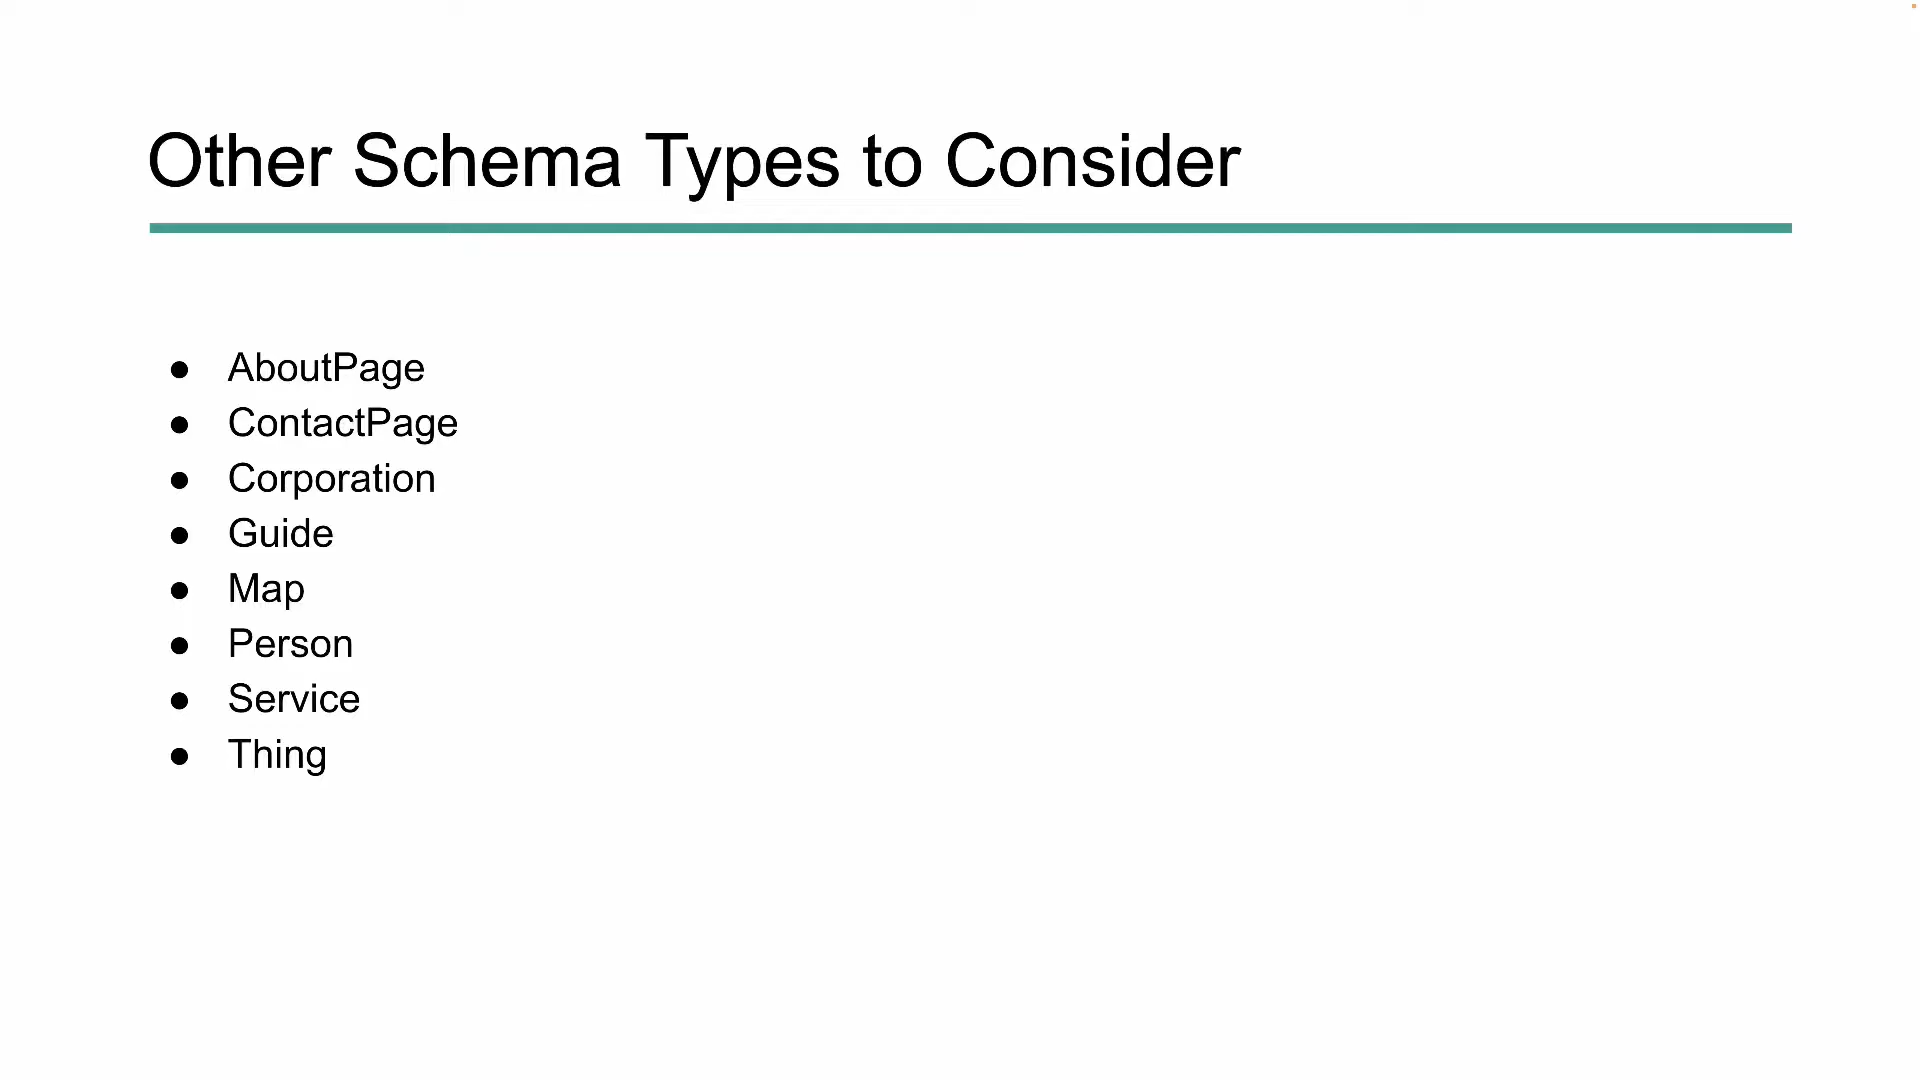 Other Schema Types to Consider
● AboutPage
● ContactPage
● Corporation
● Guide
● Map
● Person
● Service
● Thing